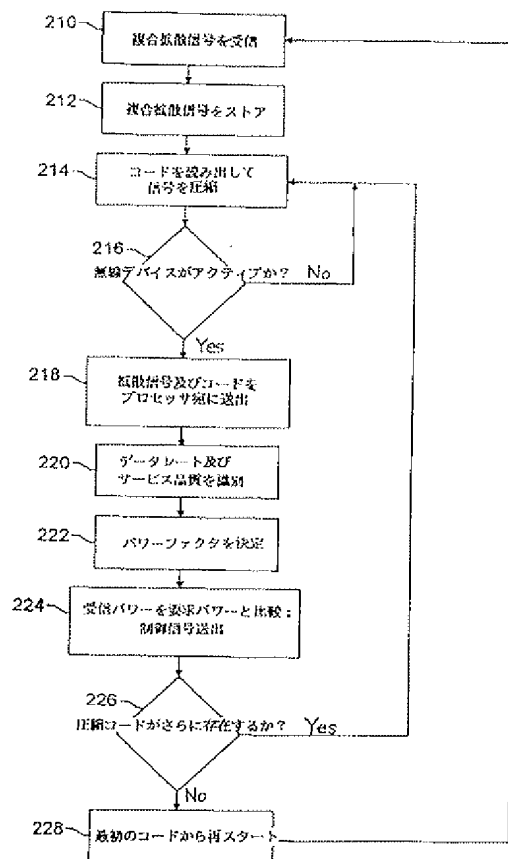 210
複合拡散信号を受信
212
複合拡散信号をストア
214
コードを読み出して
信号を圧縮
216
無線デバイスがアクティブか?
No
Yes
218
拡散信号及びコードを
プロセッサ宛に送出
220
データレート及び
サービス品質を識別
222
パワーファクタを決定
224
受信パワーを要求パワーと比較;
制御信号送出
226
圧縮コードがさらに存在するか?
Yes
No
228
最初のコードから再スタート